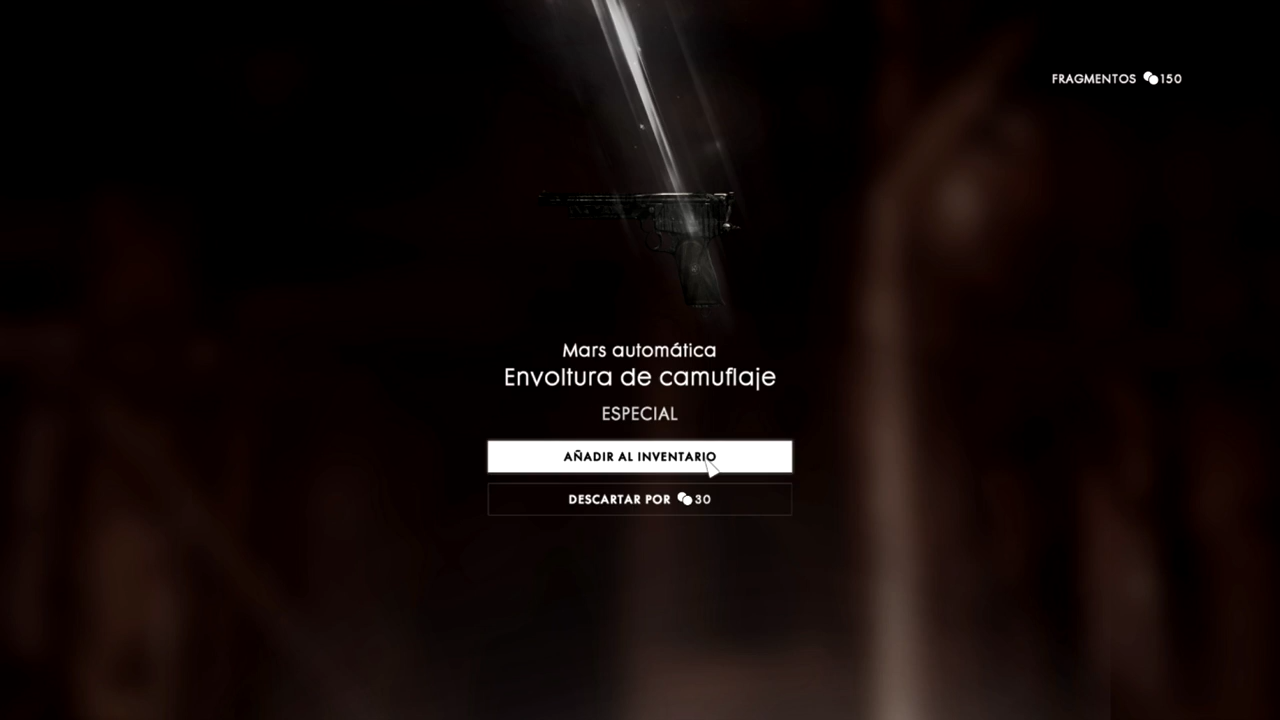 FRAGMENTOS 150
Mars automática
Envoltura de camuflaje
ESPECIAL
AÑADIR AL INVENTARIO
DESCARTAR POR 30